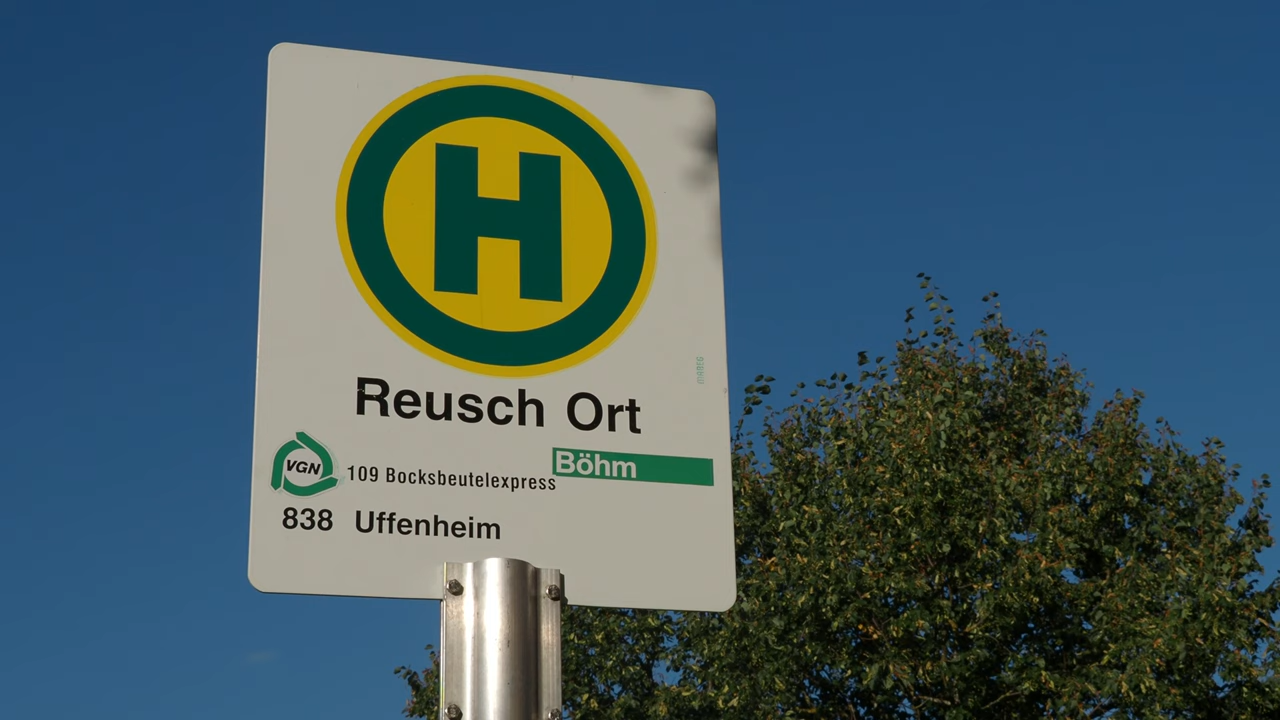 H
Reusch Ort
Böhm
VGN
109 Bocksbeutelexpress
838 Uffenheim